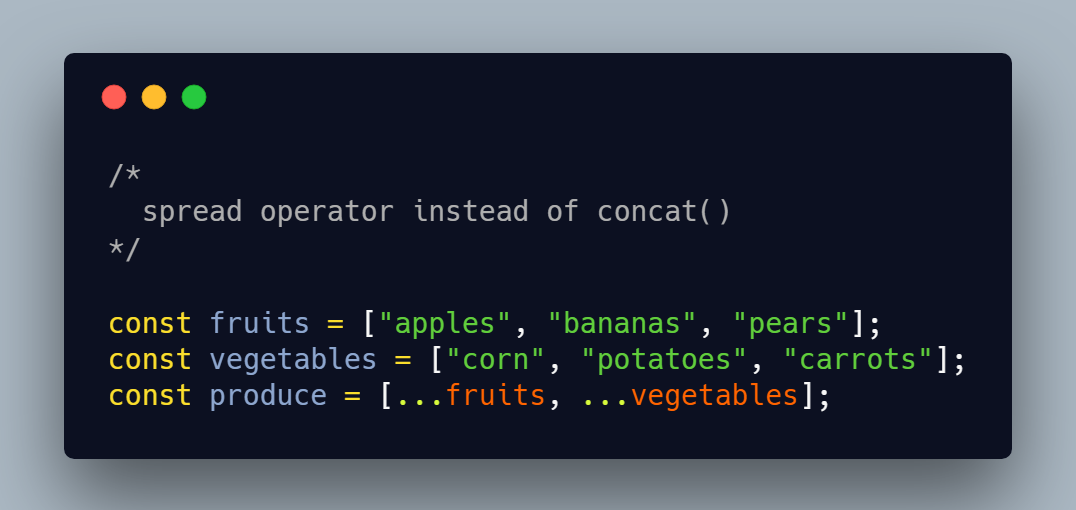 /*
  spread operator instead of concat()
*/
const fruits = ["apples", "bananas", "pears"];
const vegetables = ["corn", "potatoes", "carrots"];
const produce = [...fruits, ...vegetables];